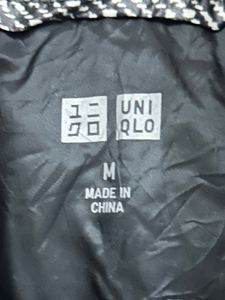 ユニ UNI
クロ QLO
M
MADE IN
CHINA